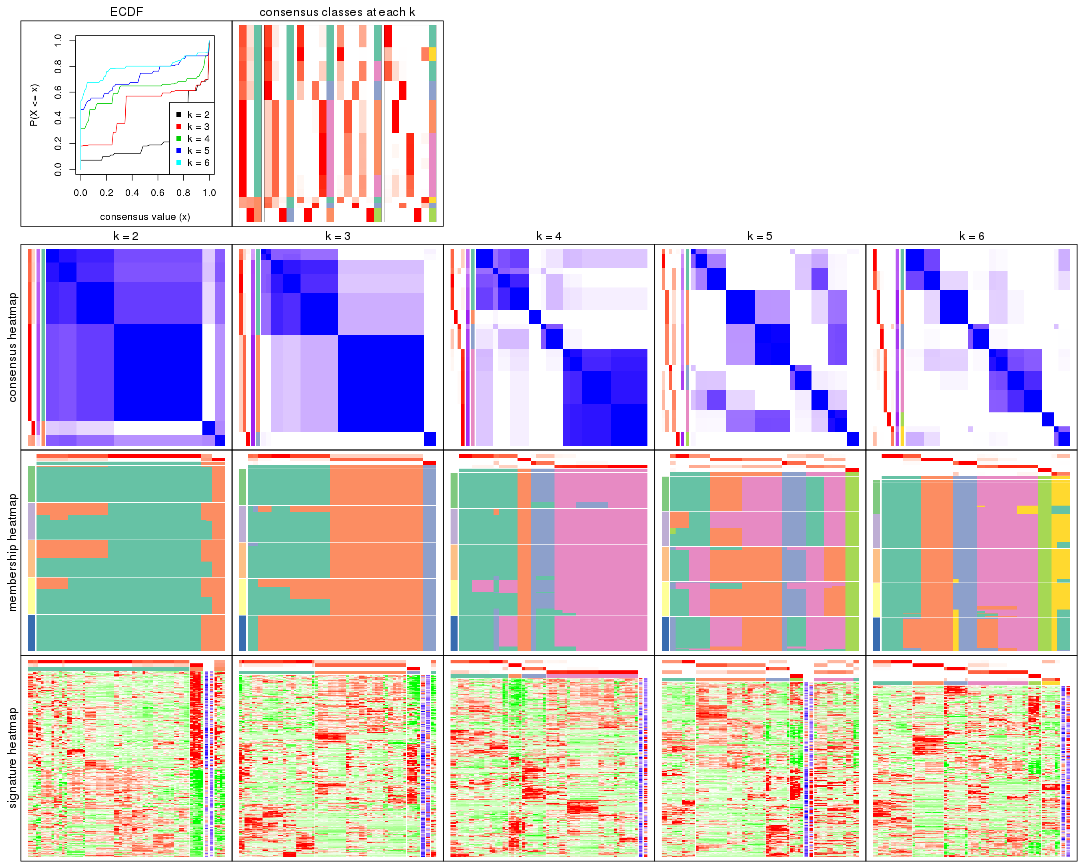 ECDF
consensus classes at each k
P(X <= x)
1.0
0.8
0.6
0.4
0.2
0.0
k = 2
k = 3
k = 4
k = 5
k = 6
0.0 0.2 0.4 0.6 0.8 1.0
consensus value (x)
k = 2
k = 3
k = 4
k = 5
k = 6
consensus heatmap
membership heatmap
signature heatmap